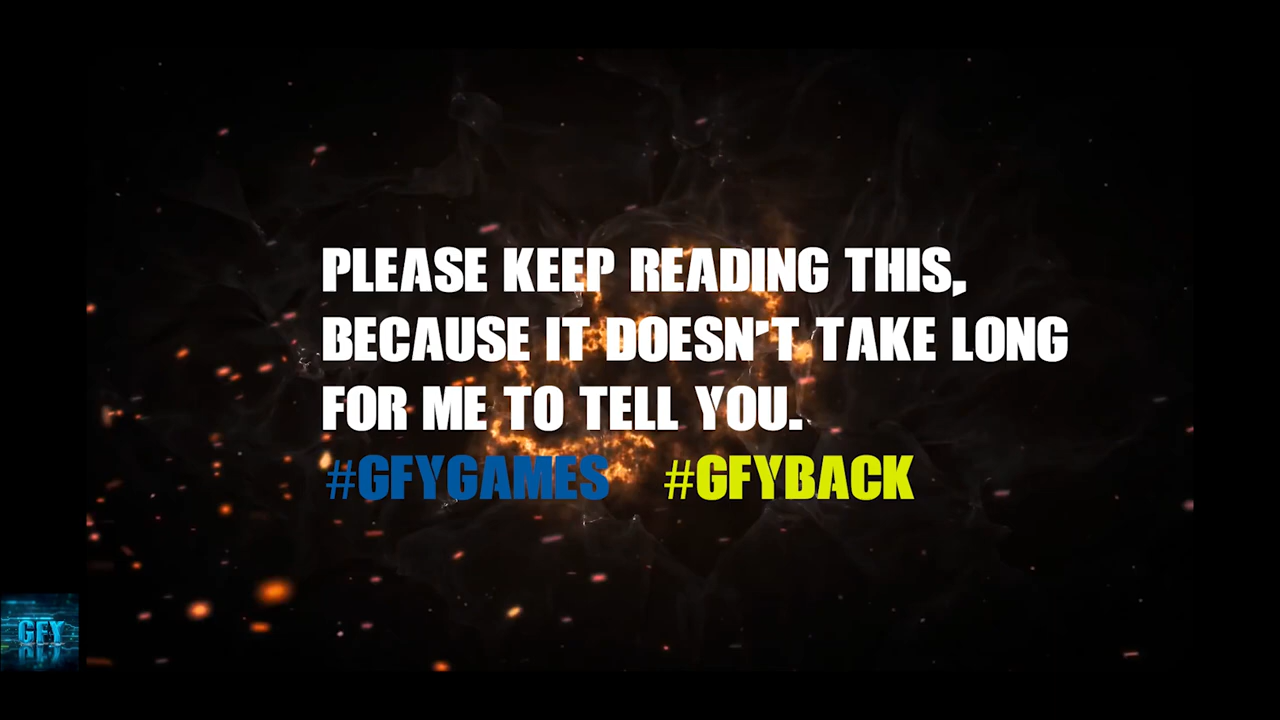 PLEASE KEEP READING THIS,
BECAUSE IT DOESN'T TAKE LONG
FOR ME TO TELL YOU.
#GFYGAMES #GFYBACK
GFY